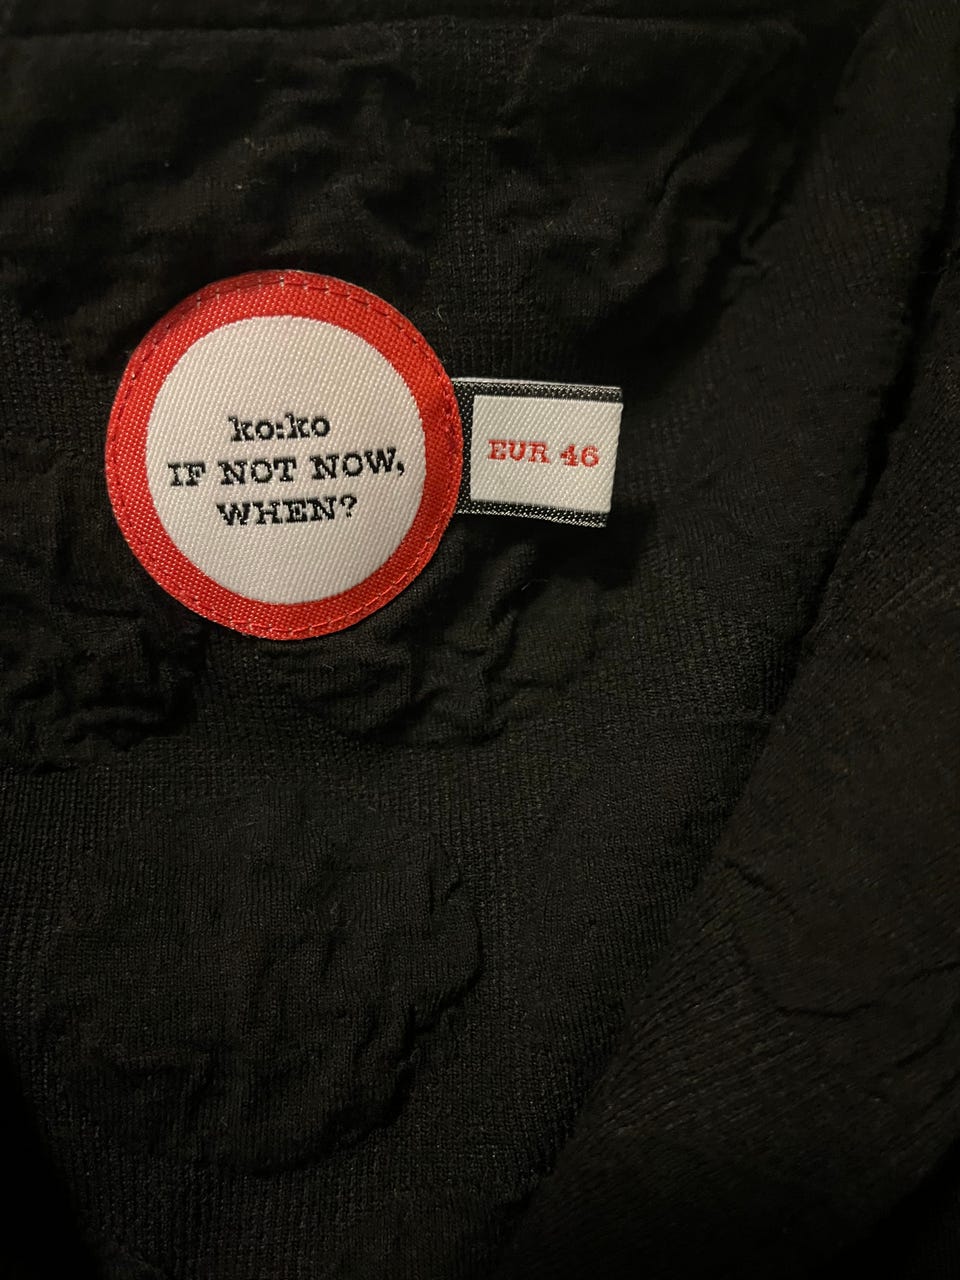 ko:ko
IF NOT NOW,
WHEN?
EUR 46